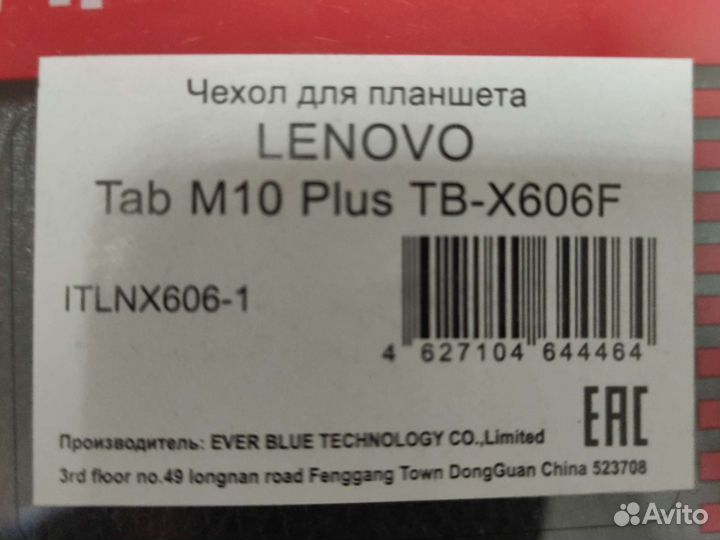 Чехол для планшета
LENOVO
Tab M10 Plus TB-X606F
ITLNX606-1
4 627104 644464
EAC
Производитель: EVER BLUE TECHNOLOGY CO.,Limited
3rd floor no.49 longnan road Fenggang Town DongGuan China 523708
Avito